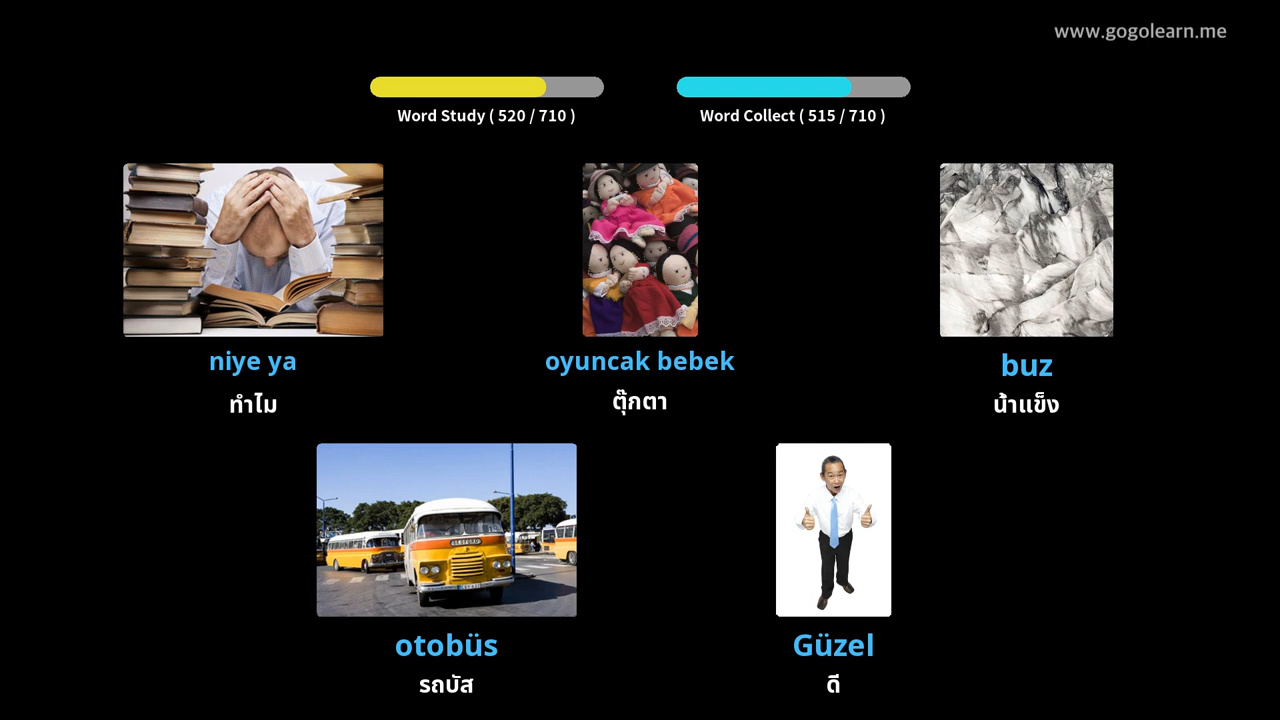 www.gogolearn.me
Word Study ( 520 / 710 )
Word Collect ( 515 / 710 )
niye ya
ทำไม
oyuncak bebek
ตุ๊กตา
buz
น้ำแข็ง
otobüs
รถบัส
Güzel
ดี